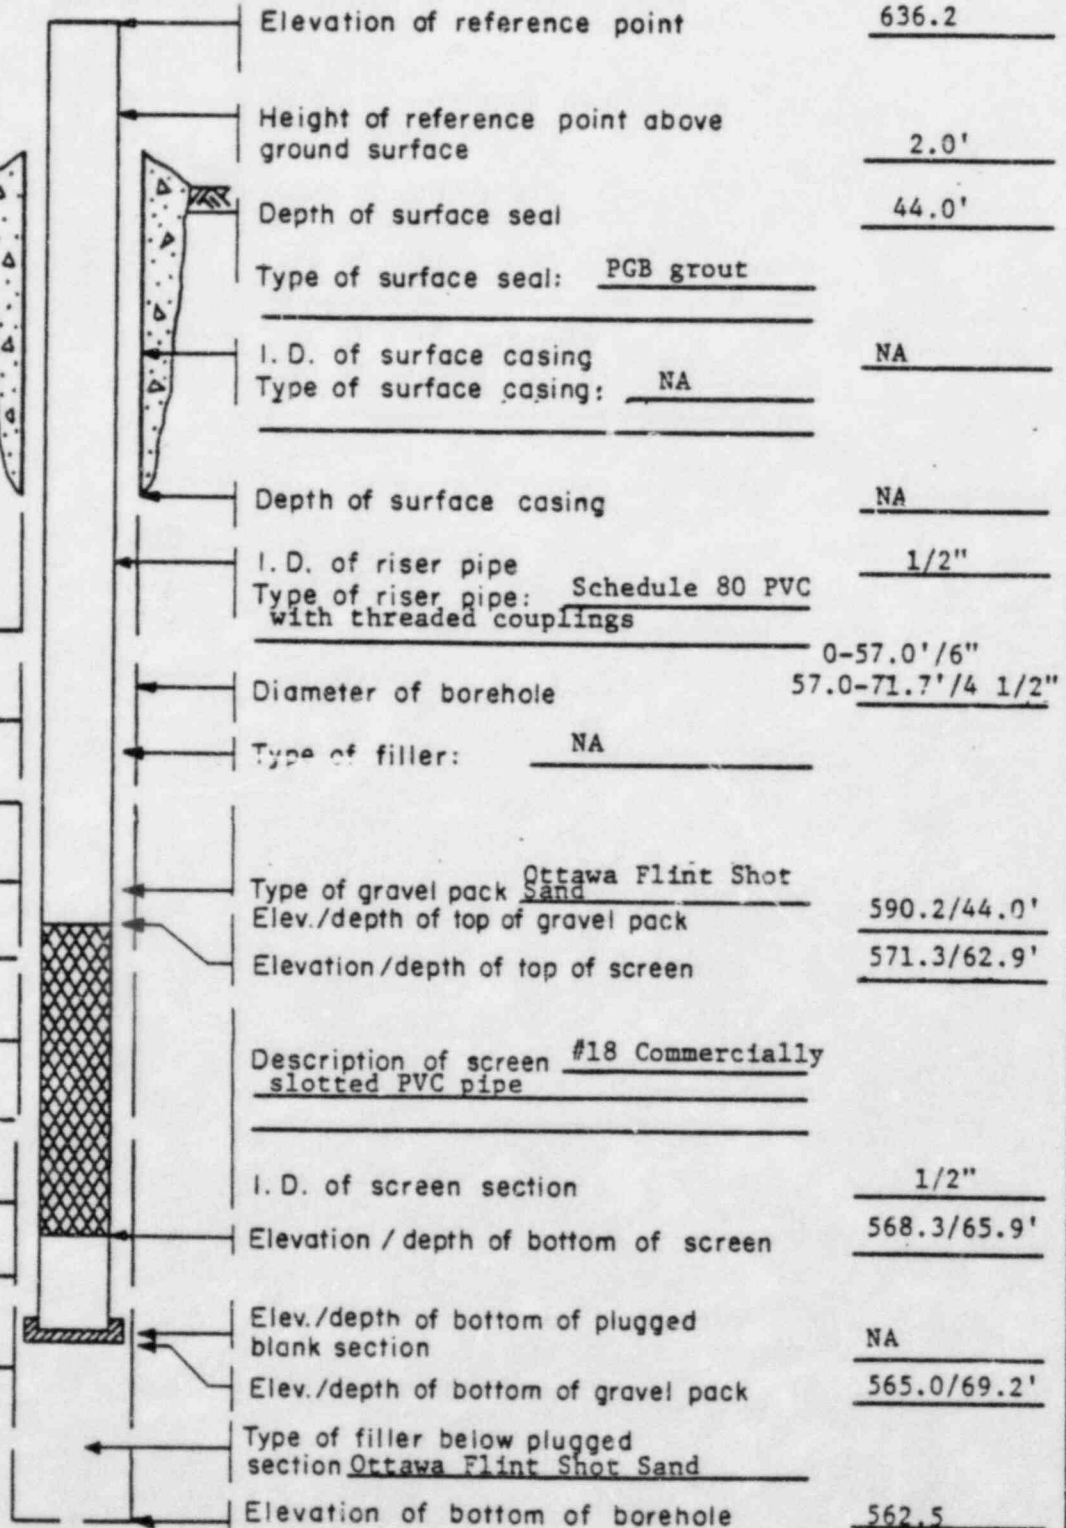 Elevation of reference point 636.2
Height of reference point above
ground surface 2.0'
Depth of surface seal 44.0'
Type of surface seal: PGB grout
I. D. of surface casing NA
Type of surface casing: NA
Depth of surface casing NA
I. D. of riser pipe 1/2"
Type of riser pipe: Schedule 80 PVC
with threaded couplings
0-57.0'/6"
Diameter of borehole 57.0-71.7'/4 1/2"
Type of filler: NA
Type of gravel pack Ottawa Flint Shot
Sand
Elev./depth of top of gravel pack 590.2/44.0'
Elevation/depth of top of screen 571.3/62.9'
Description of screen #18 Commercially
slotted PVC pipe
I. D. of screen section 1/2"
Elevation / depth of bottom of screen 568.3/65.9'
Elev./depth of bottom of plugged
blank section NA
Elev./depth of bottom of gravel pack 565.0/69.2'
Type of filler below plugged
section Ottawa Flint Shot Sand
Elevation of bottom of borehole 562.5